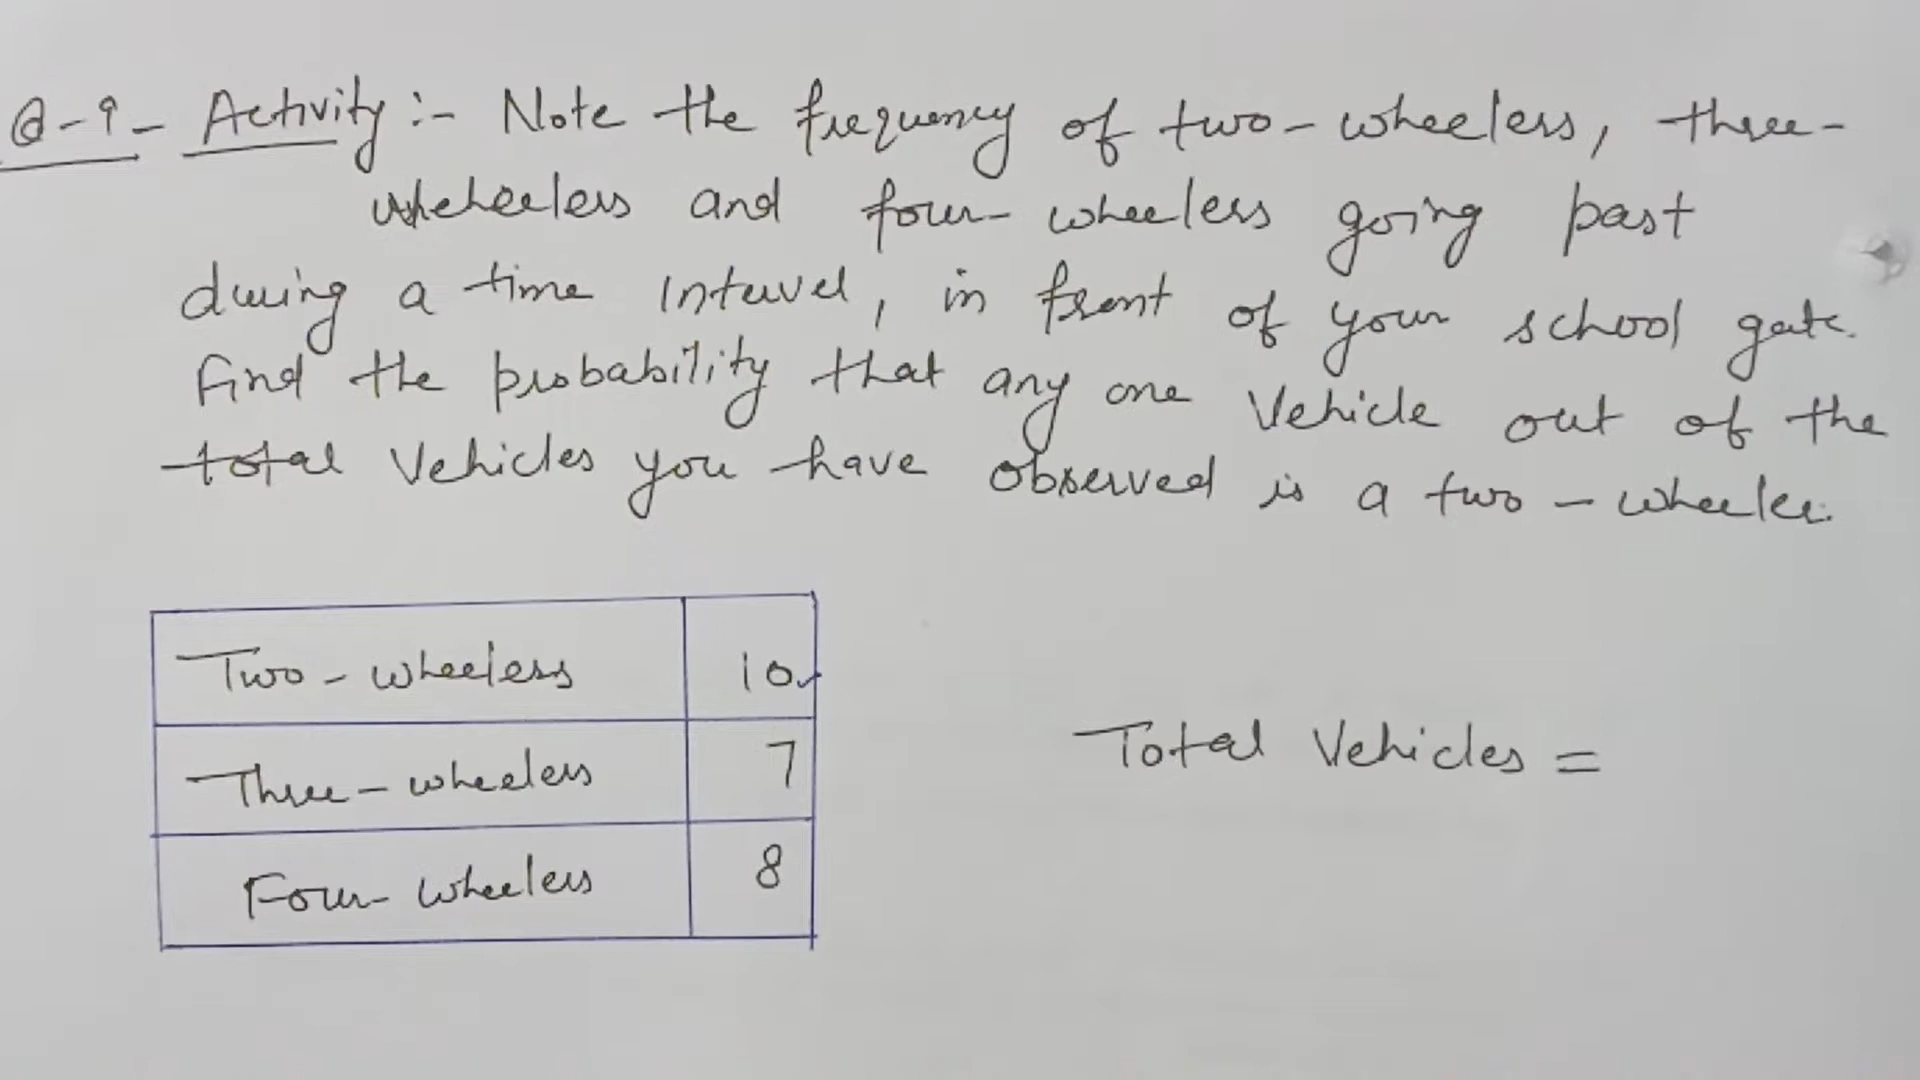 Q-9- Activity:- Note the frequency of two-wheelers, three-
wheelers and four-wheelers going past
during a time interval, in front of your school gate.
Find the probability that any one Vehicle out of the
total Vehicles you have observed is a two-wheeler.
Two-wheelers 10
Three-wheelers 7
Four-wheelers 8
Total Vehicles =